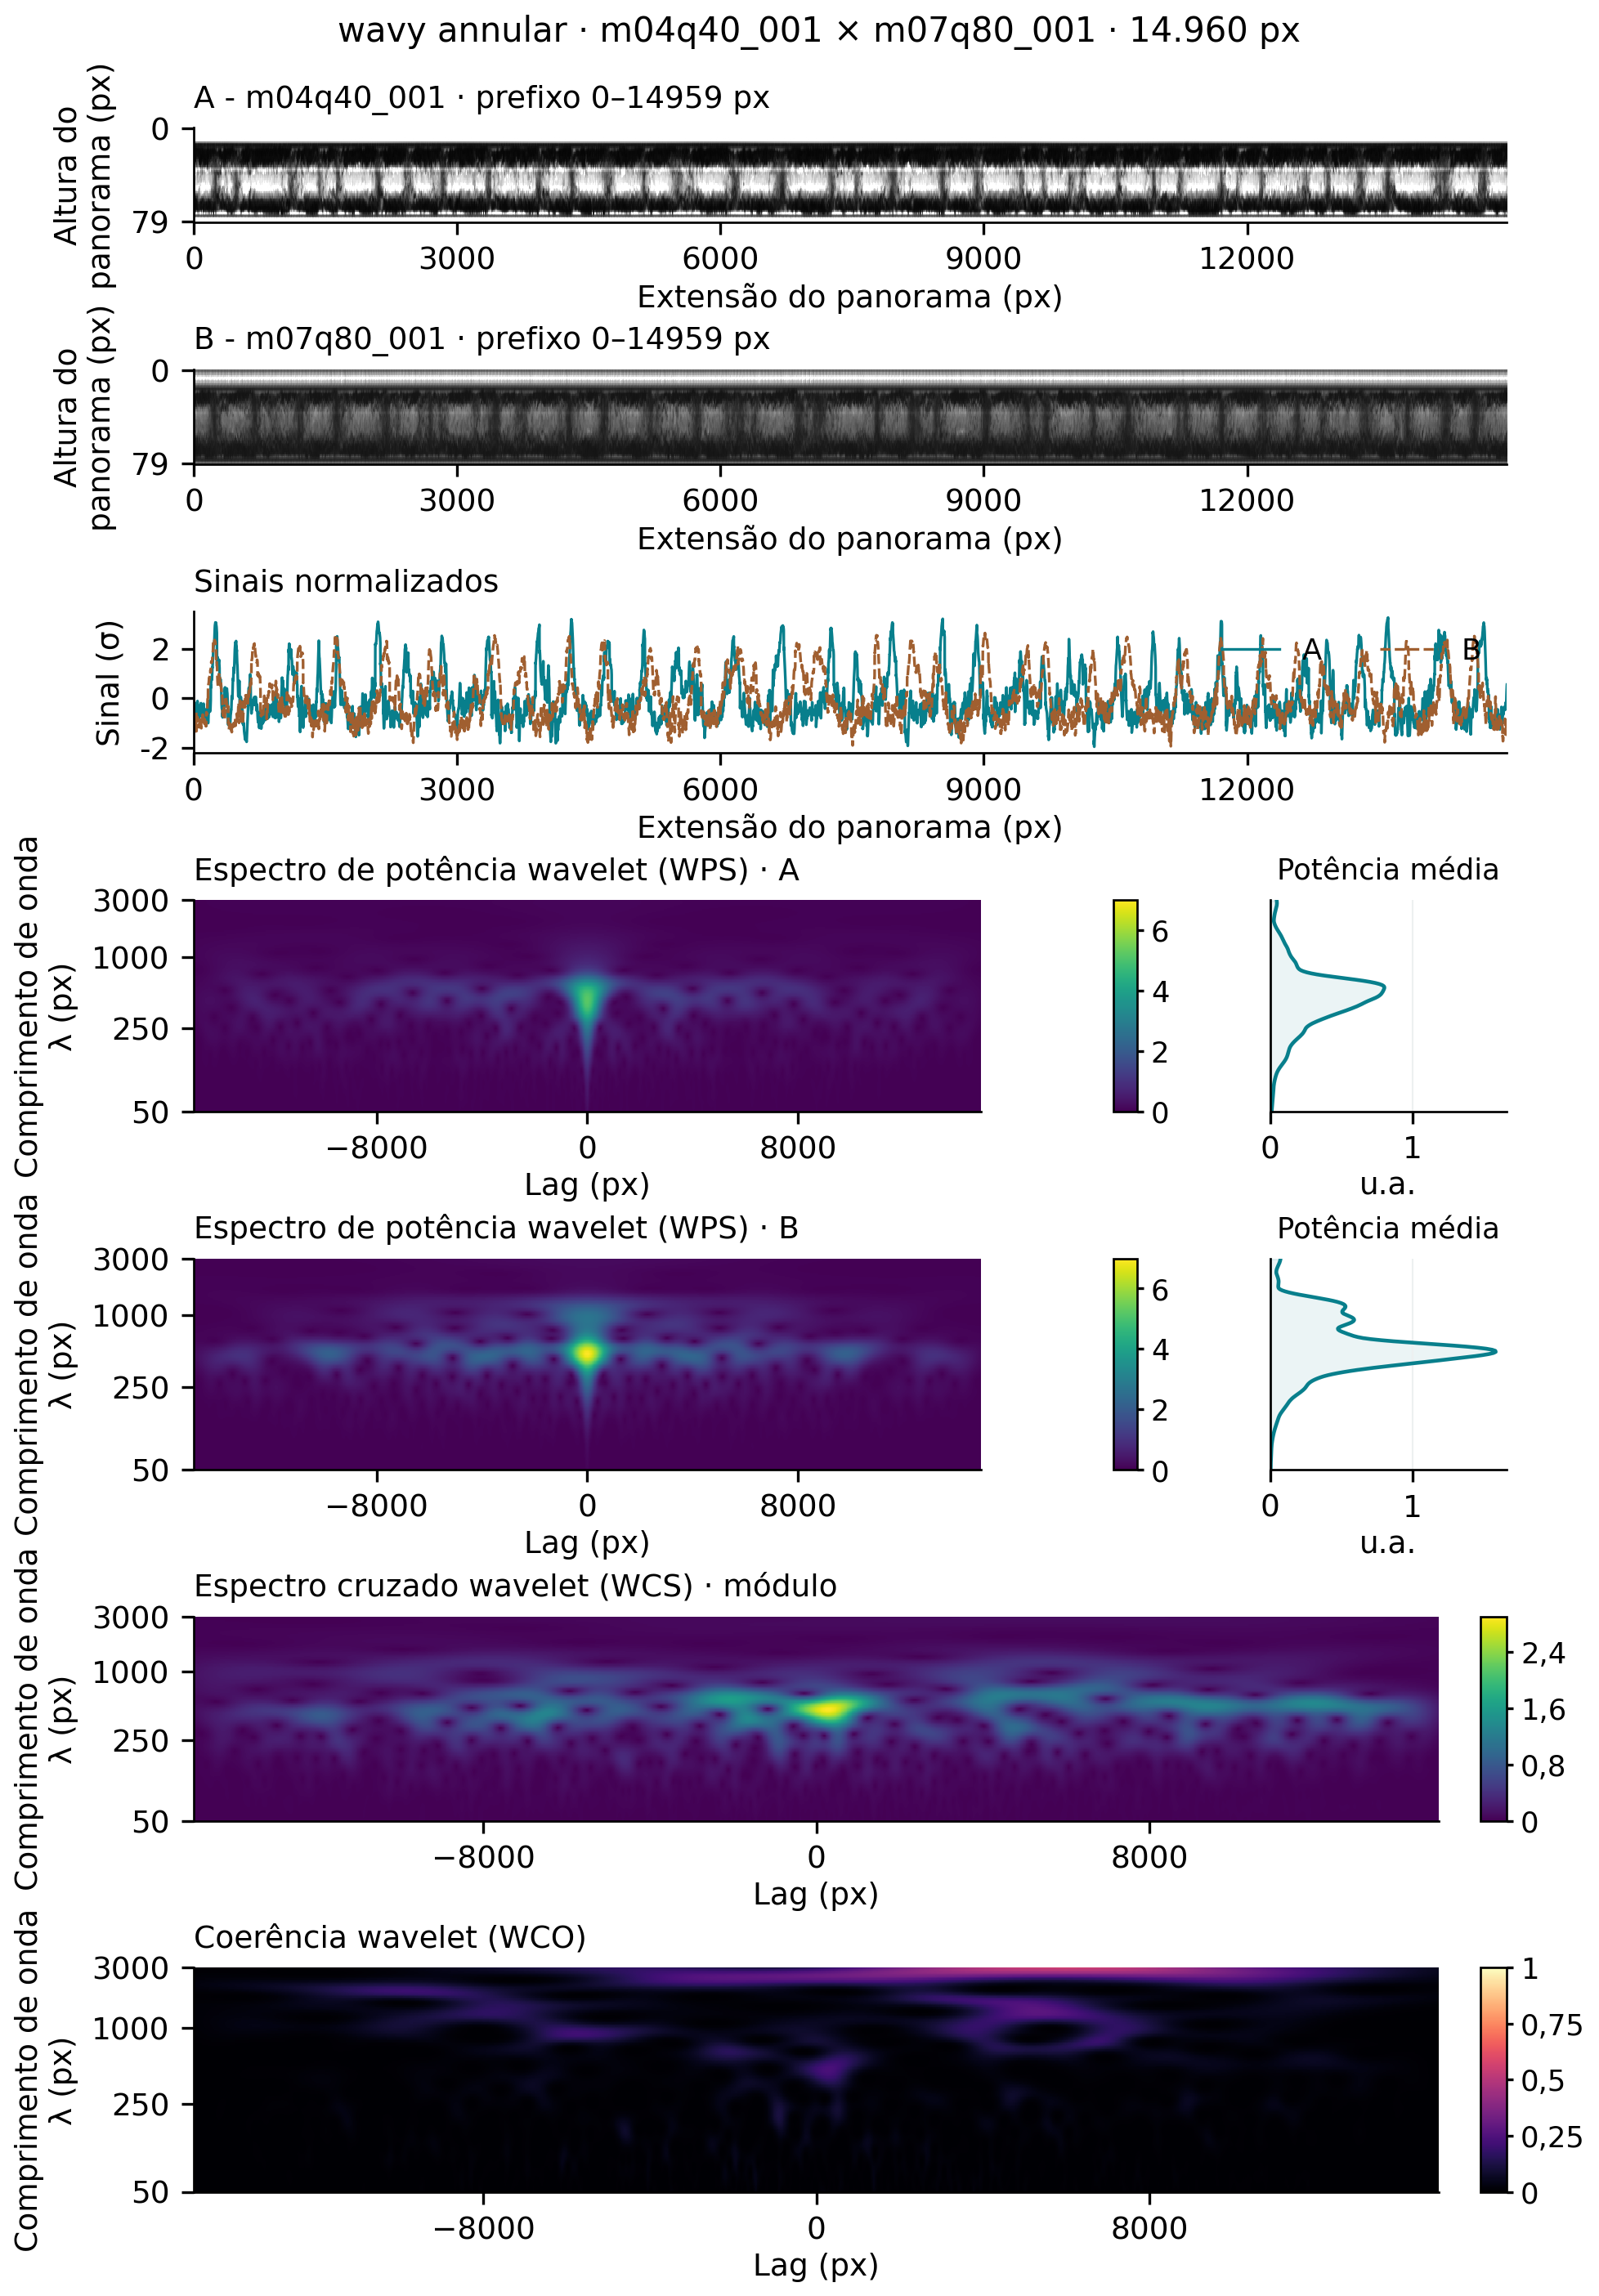 wavy annular · m04q40_001 × m07q80_001 · 14.960 px
A - m04q40_001 · prefixo 0–14959 px
Altura do
panorama (px)
0
79
0 3000 6000 9000 12000
Extensão do panorama (px)
B - m07q80_001 · prefixo 0–14959 px
Altura do
panorama (px)
0
79
0 3000 6000 9000 12000
Extensão do panorama (px)
Sinais normalizados
Sinal (σ)
2
0
-2
A B
0 3000 6000 9000 12000
Extensão do panorama (px)
Espectro de potência wavelet (WPS) · A
Comprimento de onda
λ (px)
3000
1000
250
50
−8000 0 8000
Lag (px)
6
4
2
0
Potência média
0 1
u.a.
Espectro de potência wavelet (WPS) · B
Comprimento de onda
λ (px)
3000
1000
250
50
−8000 0 8000
Lag (px)
6
4
2
0
Potência média
0 1
u.a.
Espectro cruzado wavelet (WCS) · módulo
Comprimento de onda
λ (px)
3000
1000
250
50
−8000 0 8000
Lag (px)
2,4
1,6
0,8
0
Coerência wavelet (WCO)
Comprimento de onda
λ (px)
3000
1000
250
50
−8000 0 8000
Lag (px)
1
0,75
0,5
0,25
0